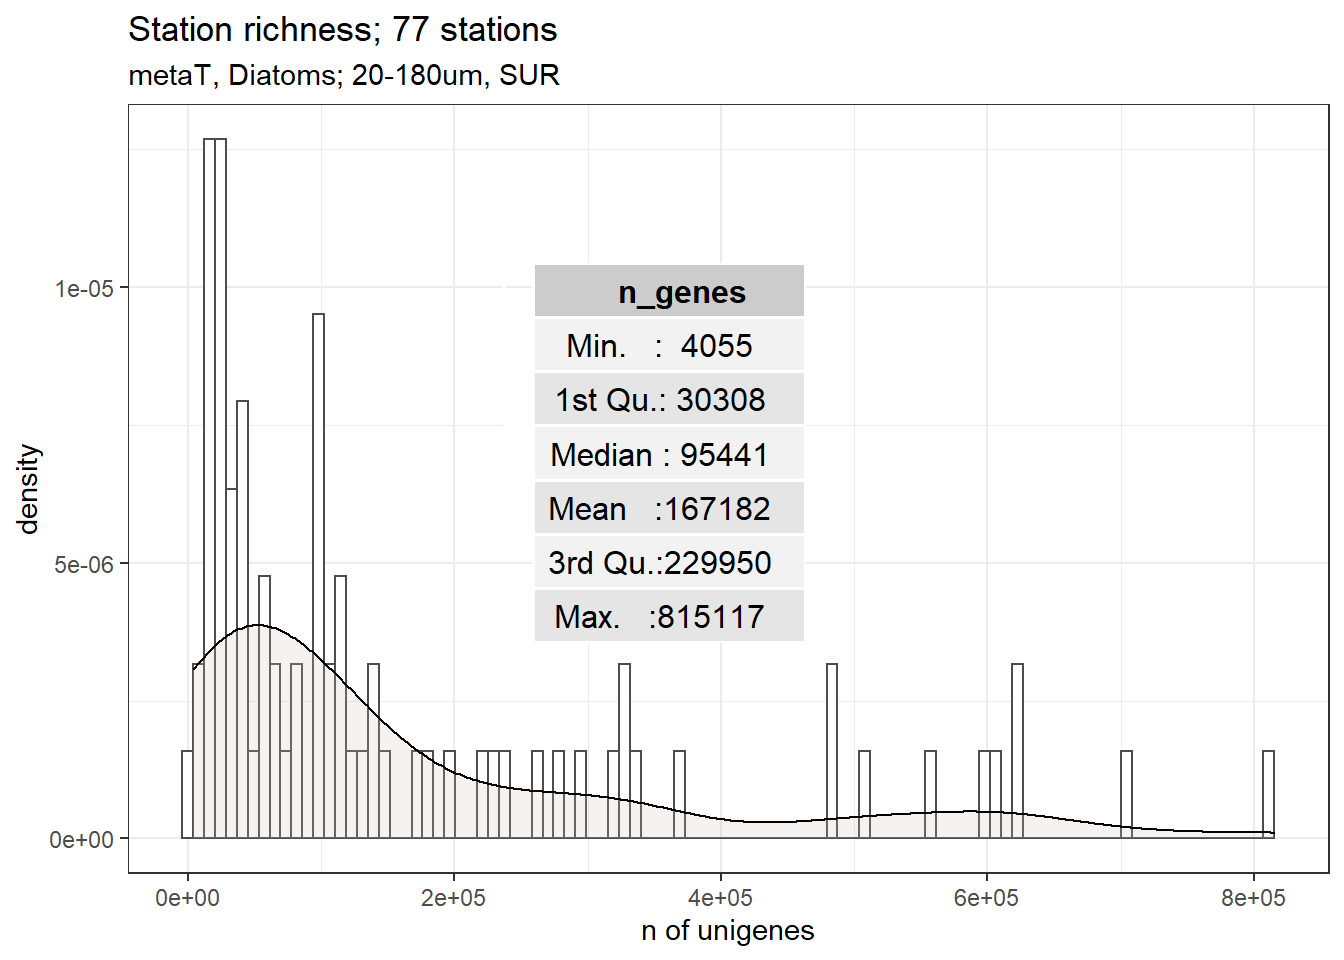 Station richness; 77 stations
metaT, Diatoms; 20-180um, SUR
density
1e-05
5e-06
0e+00
n_genes
Min.   :  4055
1st Qu.: 30308
Median : 95441
Mean   :167182
3rd Qu.:229950
Max.   :815117
0e+00 2e+05 4e+05 6e+05 8e+05
n of unigenes